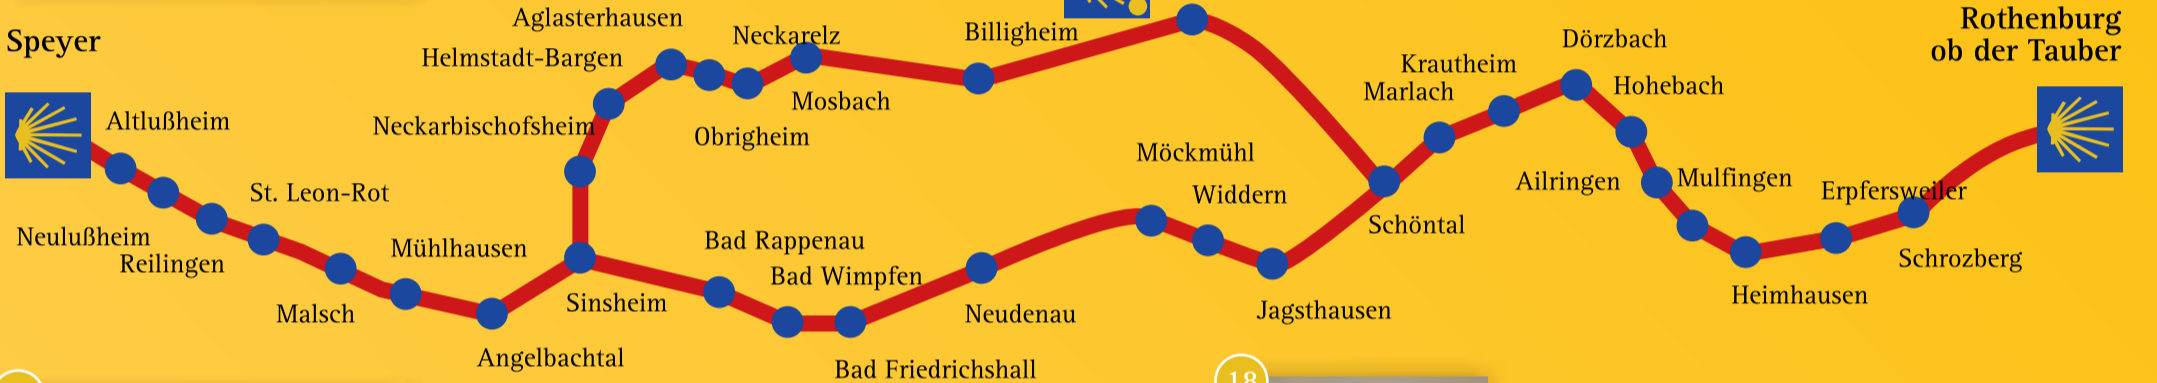 Speyer
Rothenburg
ob der Tauber
Aglasterhausen
Neckarelz
Billigheim
Dörzbach
Helmstadt-Bargen
Krautheim
Marlach
Hohebach
Mosbach
Altlußheim
Neckarbischofsheim
Obrigheim
Möckmühl
Ailringen
Mulfingen
St. Leon-Rot
Widdern
Erpfersweiler
Neulußheim
Schöntal
Reilingen
Mühlhausen
Bad Rappenau
Schrozberg
Bad Wimpfen
Malsch
Sinsheim
Neudenau
Jagsthausen
Heimhausen
Angelbachtal
Bad Friedrichshall
18